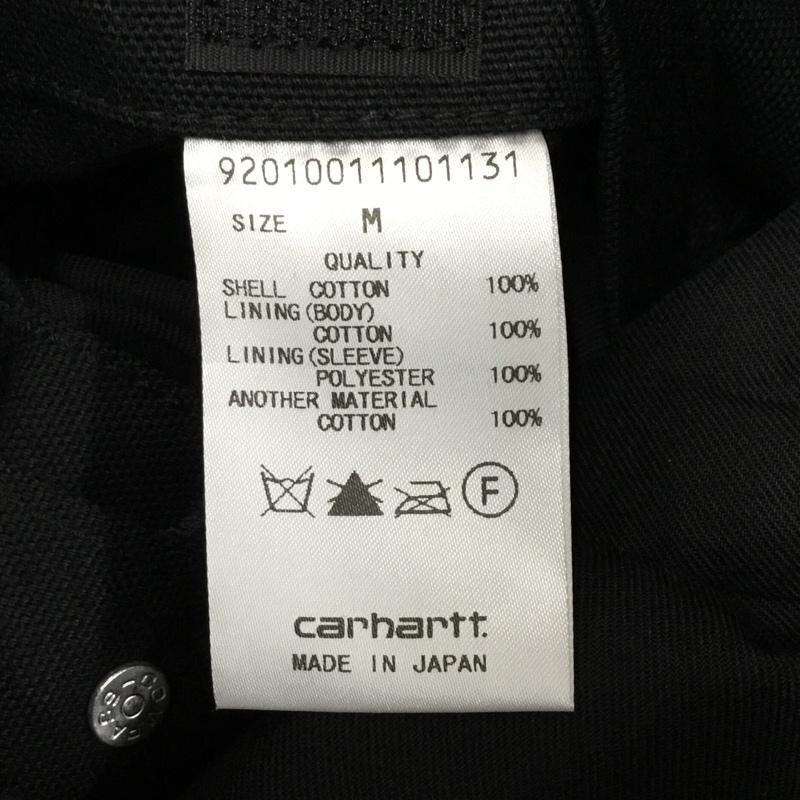 92010011101131
SIZE M
QUALITY
SHELL COTTON 100%
LINING(BODY)
COTTON 100%
LINING(SLEEVE)
POLYESTER 100%
ANOTHER MATERIAL
COTTON 100%
F
carhartt.
MADE IN JAPAN